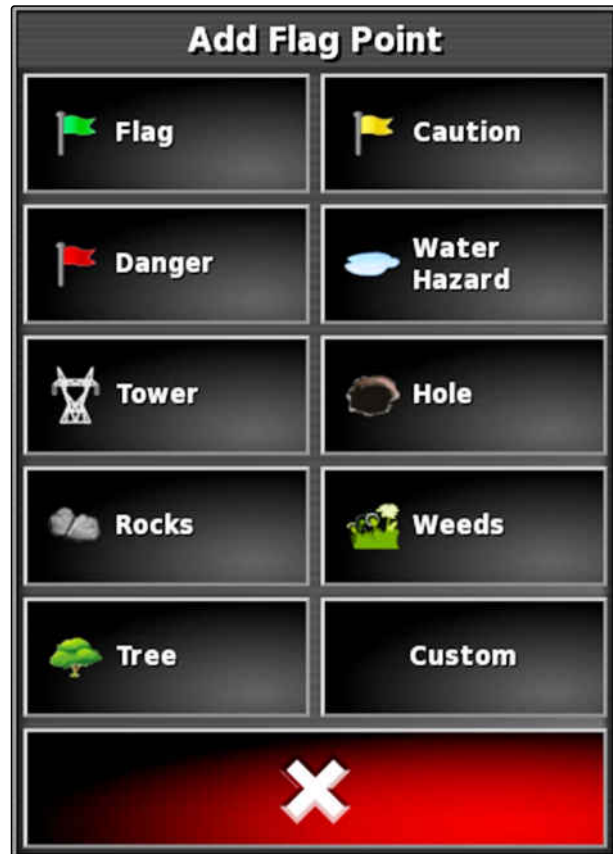 Add Flag Point
Flag
Caution
Danger
Water
Hazard
Tower
Hole
Rocks
Weeds
Tree
Custom